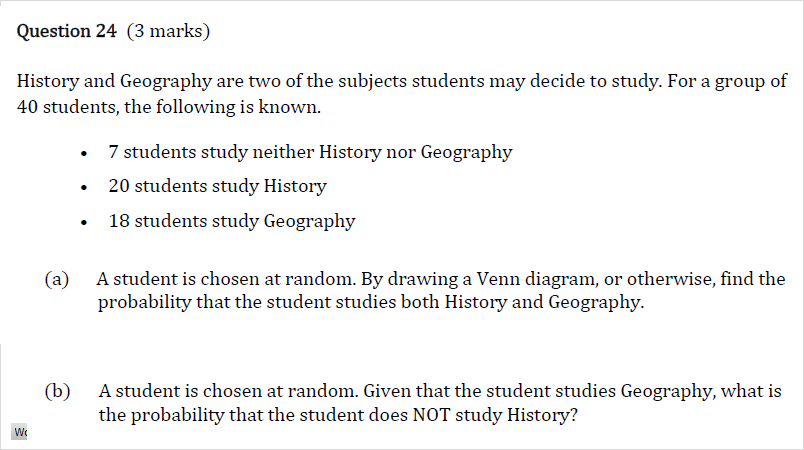 Question 24 (3 marks)
History and Geography are two of the subjects students may decide to study. For a group of
40 students, the following is known.
• 7 students study neither History nor Geography
• 20 students study History
• 18 students study Geography
(a) A student is chosen at random. By drawing a Venn diagram, or otherwise, find the
probability that the student studies both History and Geography.
(b) A student is chosen at random. Given that the student studies Geography, what is
the probability that the student does NOT study History?